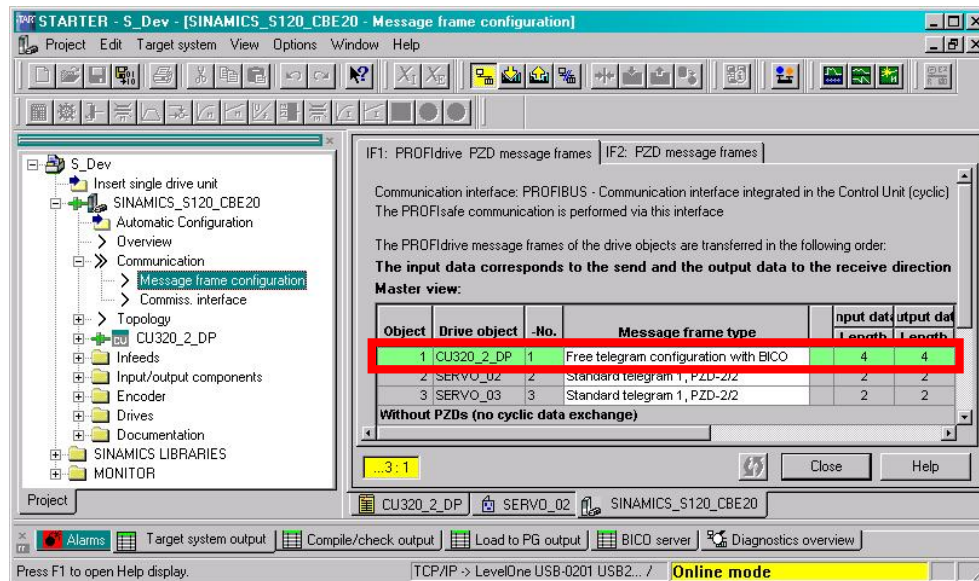 STARTER - S_Dev - [SINAMICS_S120_CBE20 - Message frame configuration]
Project Edit Target system View Options Window Help
S_Dev
Insert single drive unit
SINAMICS_S120_CBE20
Automatic Configuration
Overview
Communication
Message frame configuration
Commiss. interface
Topology
CU320_2_DP
Infeeds
Input/output components
Encoder
Drives
Documentation
SINAMICS LIBRARIES
MONITOR
Project
IF1: PROFIdrive PZD message frames IF2: PZD message frames
Communication interface: PROFIBUS - Communication interface integrated in the Control Unit (cyclic)
The PROFIsafe communication is performed via this interface
The PROFIdrive message frames of the drive objects are transferred in the following order:
The input data corresponds to the send and the output data to the receive direction
Master view:
Object Drive object -No. Message frame type nput data utput dat
Length Length
1 CU320_2_DP 1 Free telegram configuration with BICO 4 4
2 SERVO_02 2 Standard telegram 1, PZD-2/2 2 2
3 SERVO_03 3 Standard telegram 1, PZD-2/2 2 2
Without PZDs (no cyclic data exchange)
...3 : 1 Close Help
CU320_2_DP SERVO_02 SINAMICS_S120_CBE20
Alarms Target system output Compile/check output Load to PG output BICO server Diagnostics overview
Press F1 to open Help display. TCP/IP -> LevelOne USB-0201 USB2... / Online mode